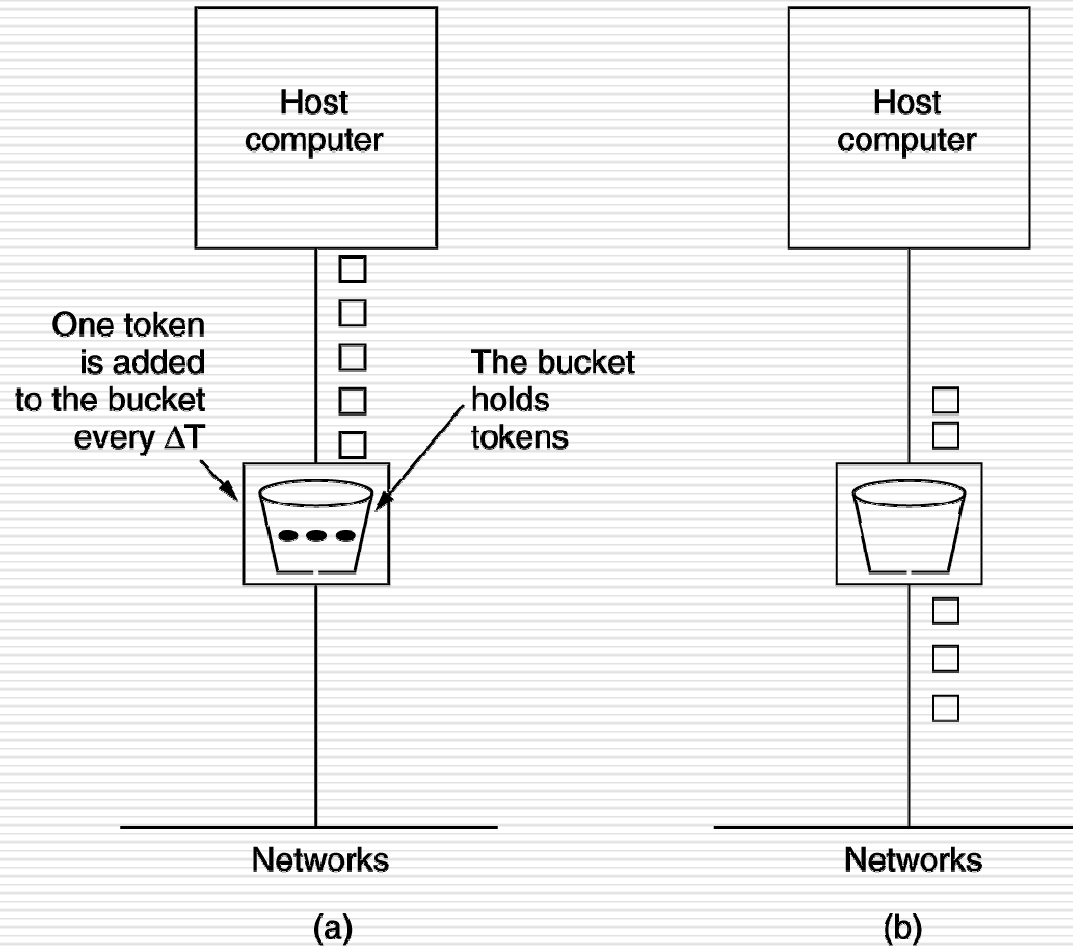 Host
computer
Host
computer
One token
is added
to the bucket
every ΔT
The bucket
holds
tokens
Networks
Networks
(a)
(b)